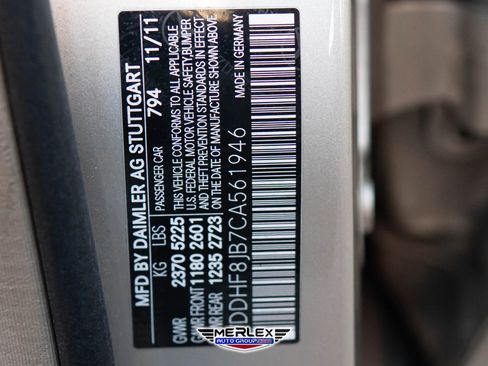 MFD BY DAIMLER AG STUTTGART
794 11/11
KG LBS PASSENGER CAR
GVWR 2370 5225 THIS VEHICLE CONFORMS TO ALL APPLICABLE
U.S. FEDERAL MOTOR VEHICLE SAFETY, BUMPER
GAWR FRONT 1180 2601 AND THEFT PREVENTION STANDARDS IN EFFECT
GAWR REAR 1235 2723 ON THE DATE OF MANUFACTURE SHOWN ABOVE
DDHF8JB7CA561946 MADE IN GERMANY
MERLEX
AUTO GROUP.COM